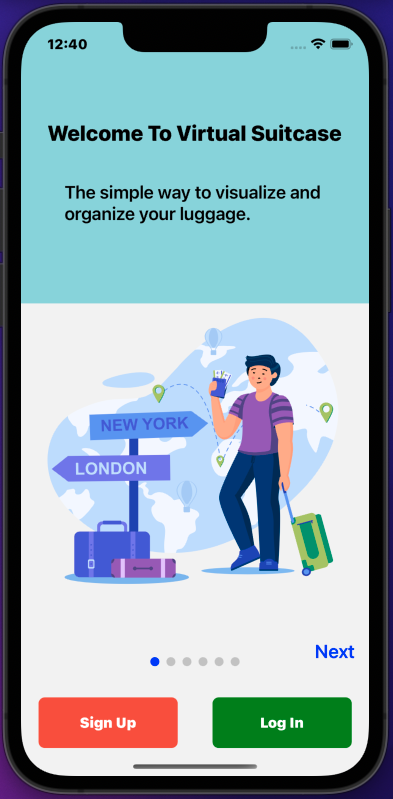 12:40
Welcome To Virtual Suitcase
The simple way to visualize and
organize your luggage.
NEW YORK
LONDON
Next
Sign Up
Log In